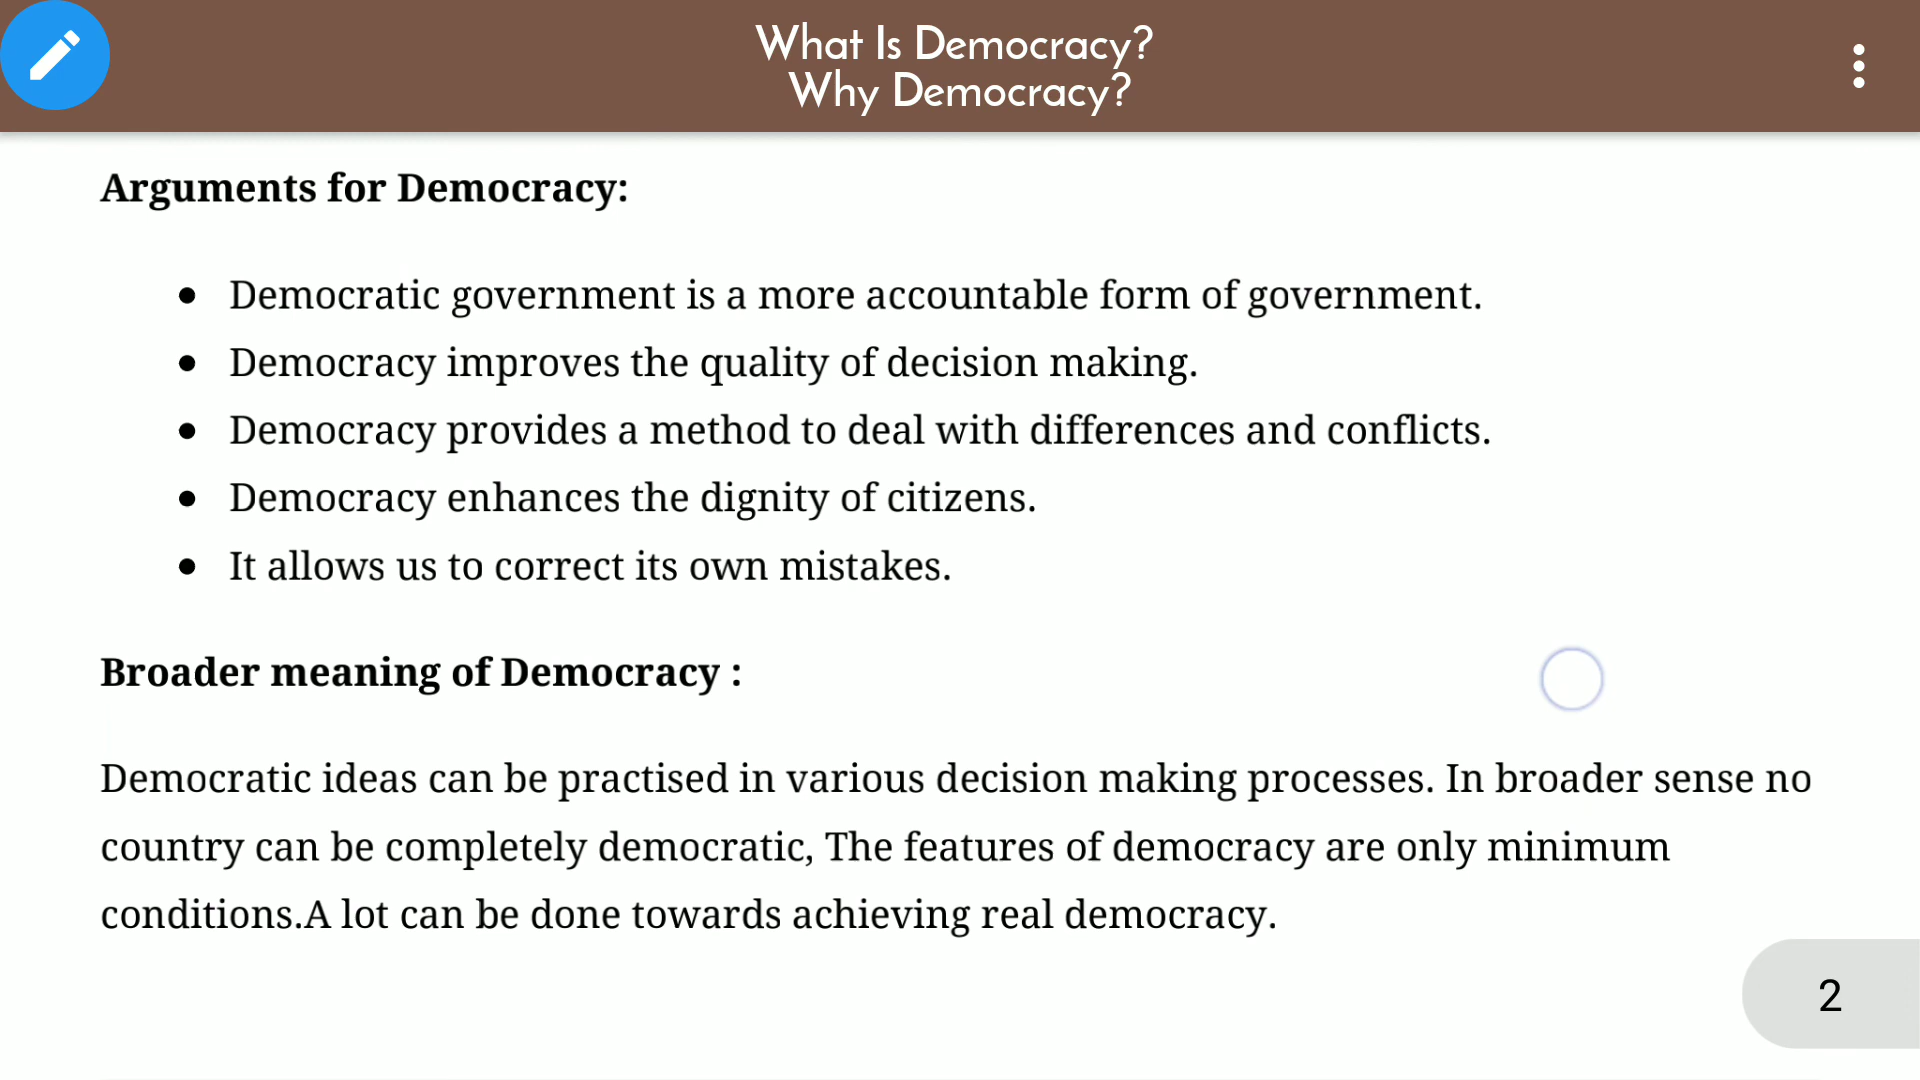 What Is Democracy?
Why Democracy?
Arguments for Democracy:
● Democratic government is a more accountable form of government.
● Democracy improves the quality of decision making.
● Democracy provides a method to deal with differences and conflicts.
● Democracy enhances the dignity of citizens.
● It allows us to correct its own mistakes.
Broader meaning of Democracy :
Democratic ideas can be practised in various decision making processes. In broader sense no
country can be completely democratic, The features of democracy are only minimum
conditions.A lot can be done towards achieving real democracy.
2